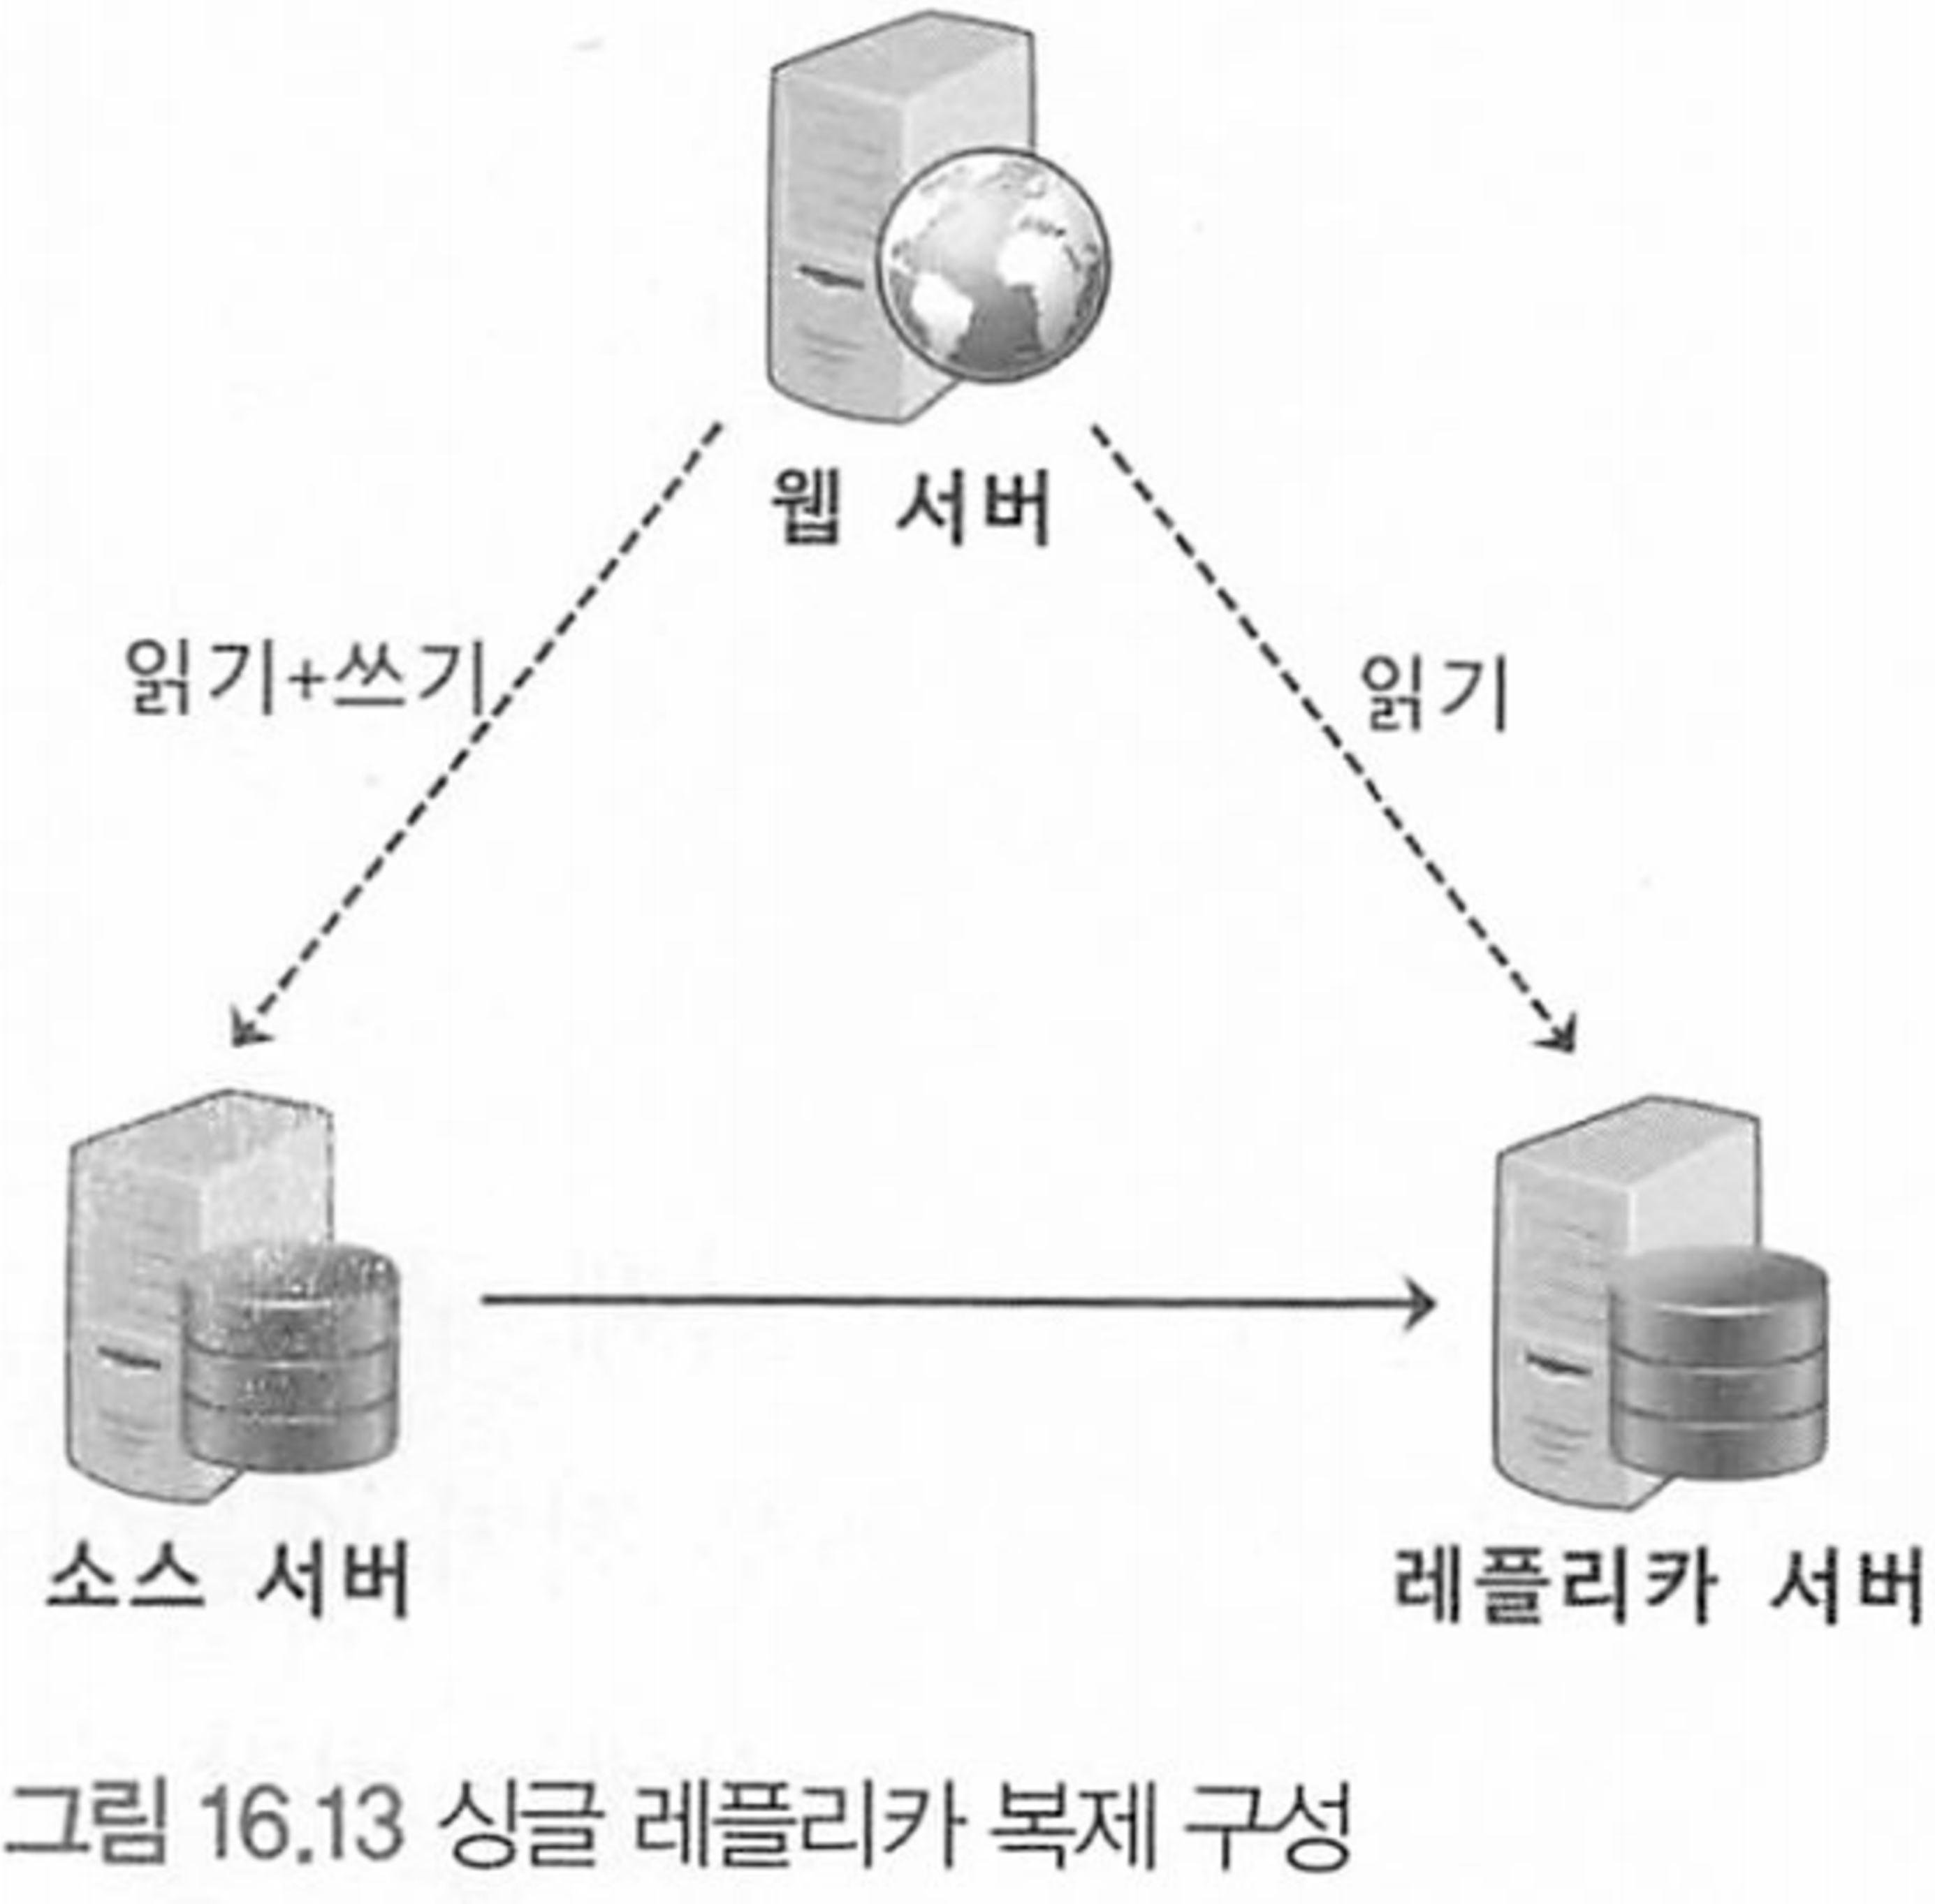 웹 서버
읽기+쓰기
읽기
소스 서버
레플리카 서버
그림 16.13 싱글 레플리카 복제 구성